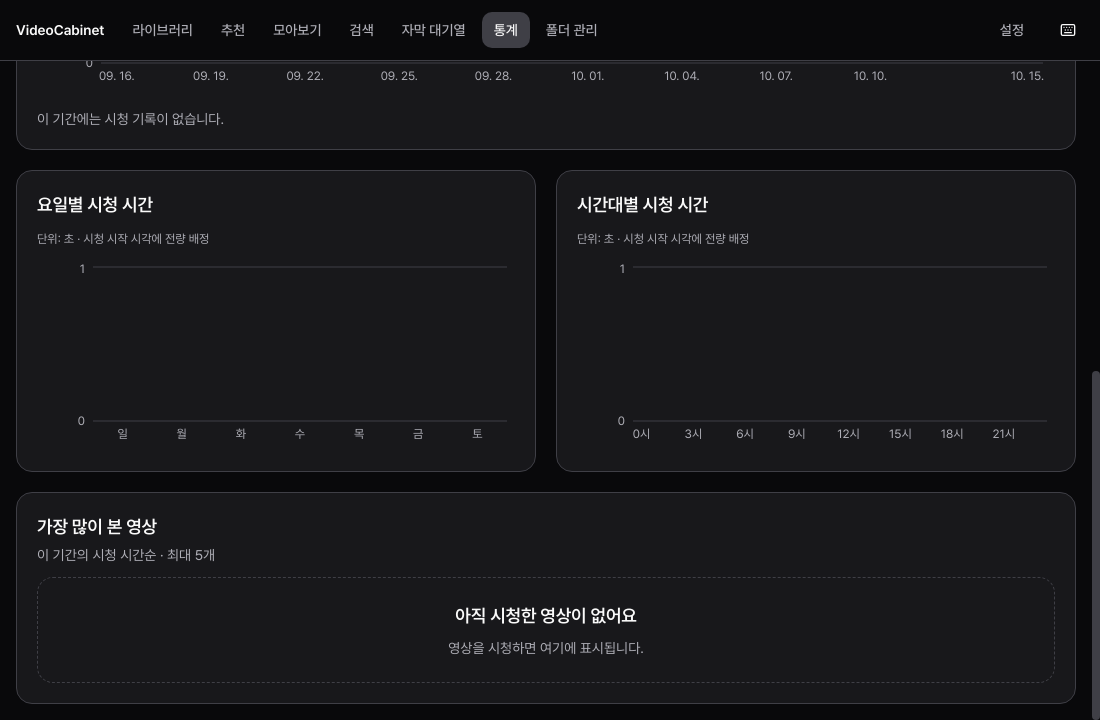 VideoCabinet 라이브러리 추천 모아보기 검색 자막 대기열 통계 폴더 관리 설정
0
09. 16. 09. 19. 09. 22. 09. 25. 09. 28. 10. 01. 10. 04. 10. 07. 10. 10. 10. 15.
이 기간에는 시청 기록이 없습니다.
요일별 시청 시간
단위: 초 · 시청 시작 시각에 전량 배정
1
0
일 월 화 수 목 금 토
시간대별 시청 시간
단위: 초 · 시청 시작 시각에 전량 배정
1
0
0시 3시 6시 9시 12시 15시 18시 21시
가장 많이 본 영상
이 기간의 시청 시간순 · 최대 5개
아직 시청한 영상이 없어요
영상을 시청하면 여기에 표시됩니다.